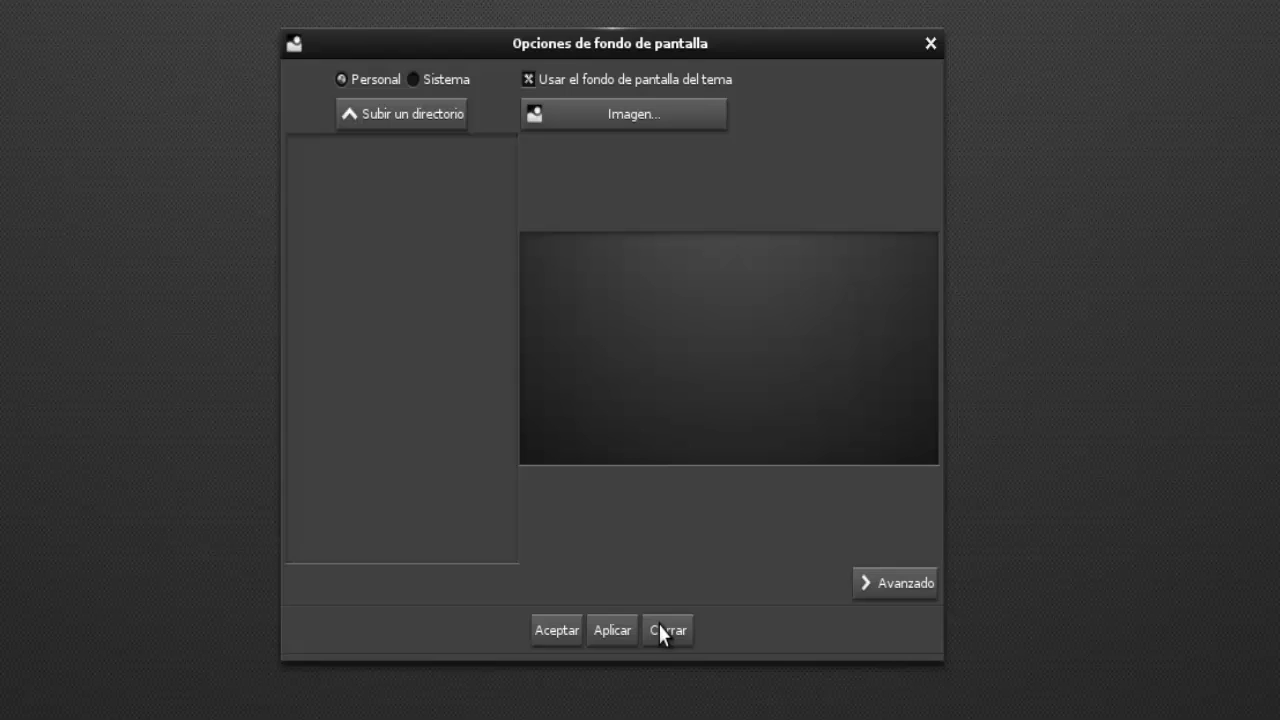 Opciones de fondo de pantalla
Personal Sistema
Usar el fondo de pantalla del tema
Subir un directorio
Imagen...
Avanzado
Aceptar Aplicar Cerrar